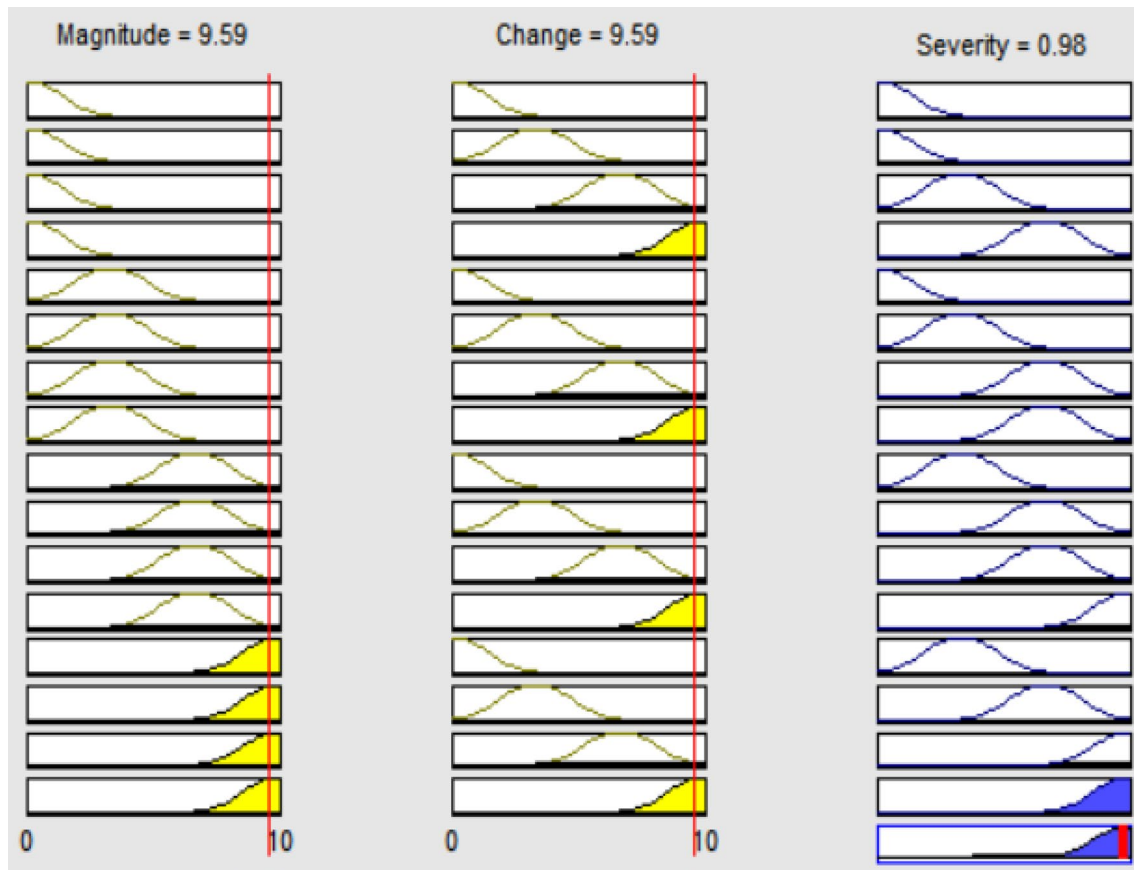 Magnitude = 9.59
Change = 9.59
Severity = 0.98
0
10
0
10